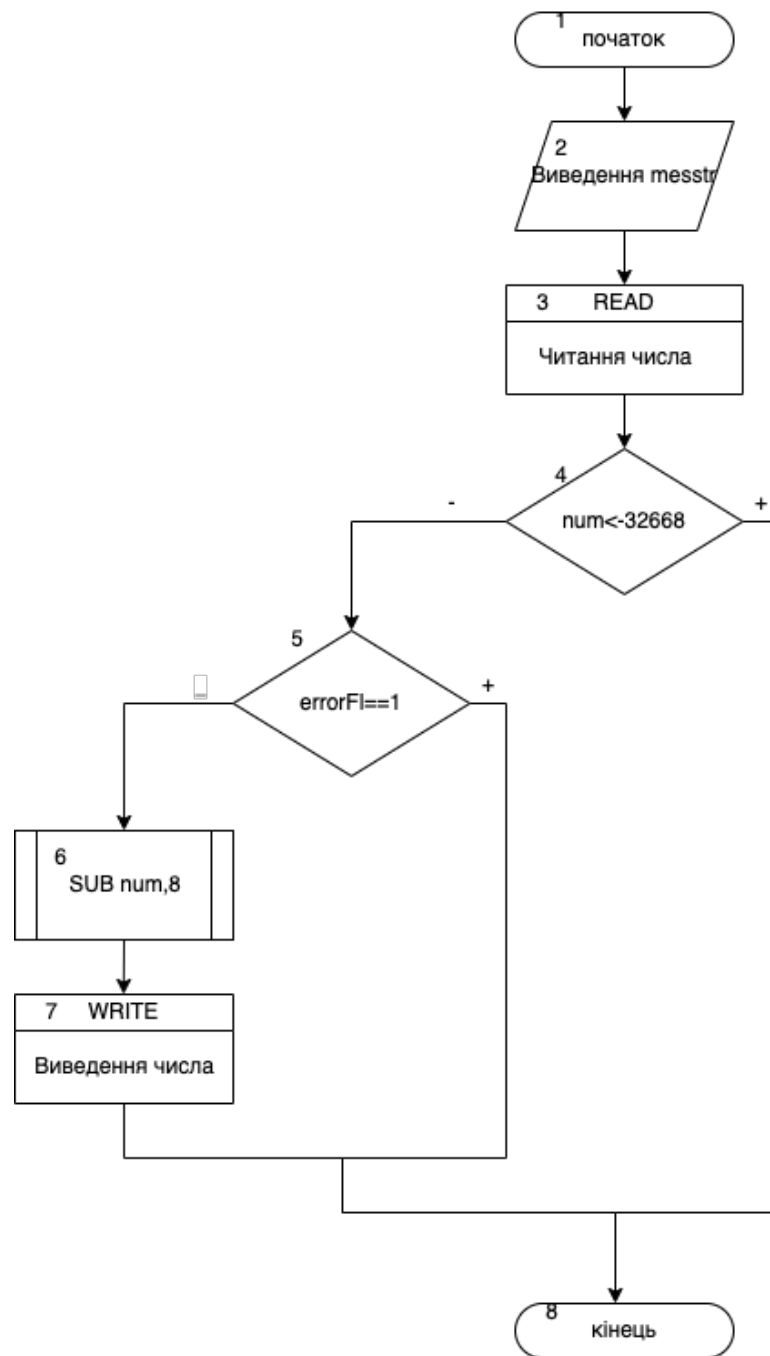 1
початок
2
Виведення messtr
3 READ
Читання числа
4
num<-32668
-
+
5
errorFl==1
+
6
SUB num,8
7 WRITE
Виведення числа
8
кінець